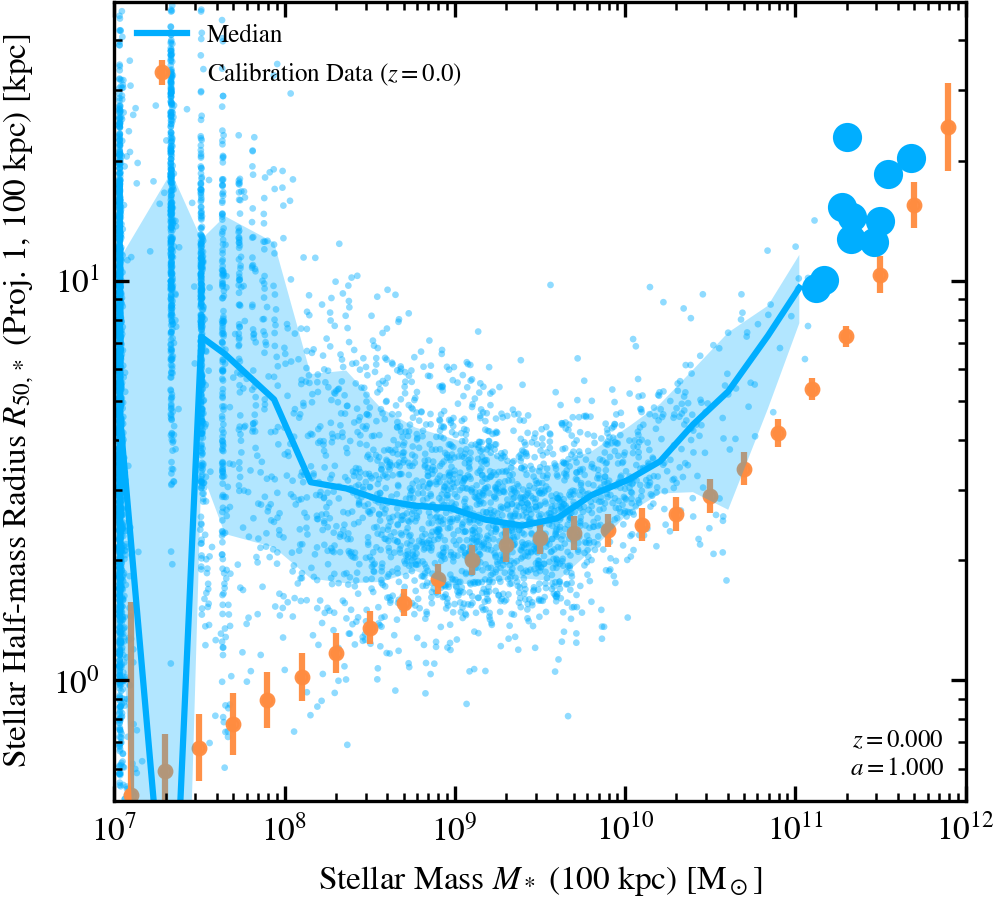 Median
Calibration Data (z = 0.0)
Stellar Half-mass Radius R₅₀,∗ (Proj. 1, 100 kpc) [kpc]
10¹
10⁰
z = 0.000
a = 1.000
10⁷ 10⁸ 10⁹ 10¹⁰ 10¹¹ 10¹²
Stellar Mass M∗ (100 kpc) [M⊙]